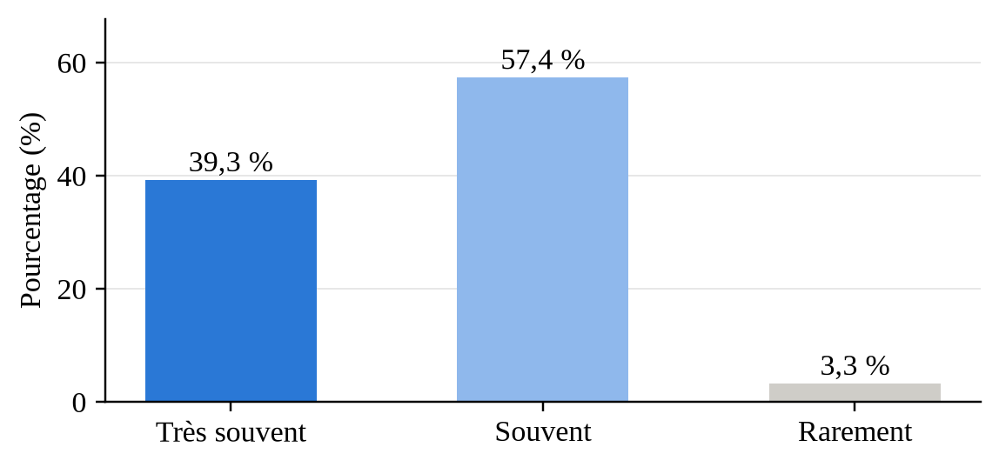 Pourcentage (%)
60
40
20
0
39,3 %
57,4 %
3,3 %
Très souvent
Souvent
Rarement